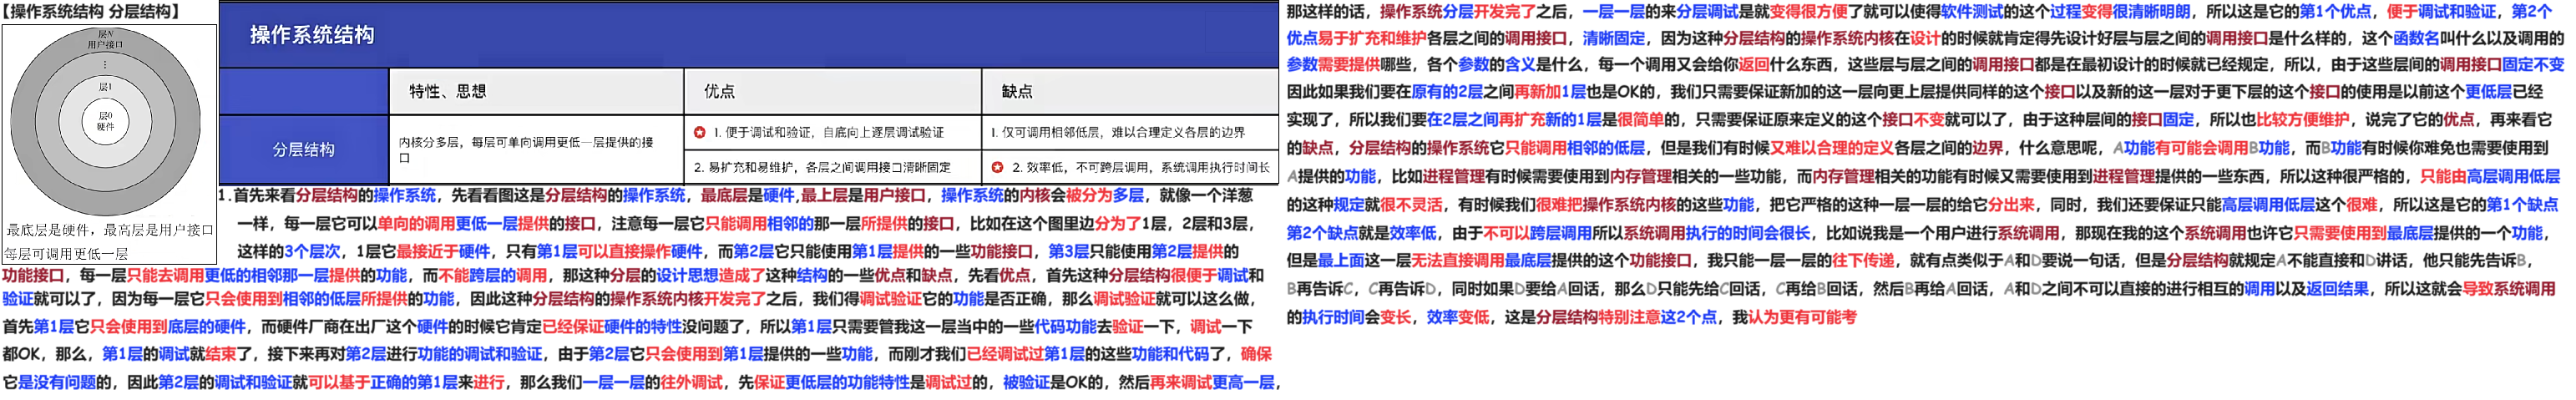 【操作系统结构 分层结构】
层N
用户接口
⋮
层1
层0
硬件
最底层是硬件，最高层是用户接口
每层可调用更低一层
操作系统结构
特性、思想
优点
缺点
分层结构
内核分多层，每层可单向调用更低一层提供的接
口
1. 便于调试和验证，自底向上逐层调试验证
2. 易扩充和易维护，各层之间调用接口清晰固定
1. 仅可调用相邻低层，难以合理定义各层的边界
2. 效率低，不可跨层调用，系统调用执行时间长
1.首先来看分层结构的操作系统，先看看图这是分层结构的操作系统，最底层是硬件,最上层是用户接口，操作系统的内核会被分为多层，就像一个洋葱
一样，每一层它可以单向的调用更低一层提供的接口，注意每一层它只能调用相邻的那一层所提供的接口，比如在这个图里边分为了1层，2层和3层，
这样的3个层次，1层它最接近于硬件，只有第1层可以直接操作硬件，而第2层它只能使用第1层提供的一些功能接口，第3层只能使用第2层提供的
功能接口，每一层只能去调用更低的相邻那一层提供的功能，而不能跨层的调用，那这种分层的设计思想造成了这种结构的一些优点和缺点，先看优点，首先这种分层结构很便于调试和
验证就可以了，因为每一层它只会使用到相邻的低层所提供的功能，因此这种分层结构的操作系统内核开发完了之后，我们得调试验证它的功能是否正确，那么调试验证就可以这么做，
首先第1层它只会使用到底层的硬件，而硬件厂商在出厂这个硬件的时候它肯定已经保证硬件的特性没问题了，所以第1层只需要管我这一层当中的一些代码功能去验证一下，调试一下
都OK，那么，第1层的调试就结束了，接下来再对第2层进行功能的调试和验证，由于第2层它只会使用到第1层提供的一些功能，而刚才我们已经调试过第1层的这些功能和代码了，确保
它是没有问题的，因此第2层的调试和验证就可以基于正确的第1层来进行，那么我们一层一层的往外调试，先保证更低层的功能特性是调试过的，被验证是OK的，然后再来调试更高一层，
那这样的话，操作系统分层开发完了之后，一层一层的来分层调试是就变得很方便了就可以使得软件测试的这个过程变得很清晰明朗，所以这是它的第1个优点，便于调试和验证，第2个
优点易于扩充和维护各层之间的调用接口，清晰固定，因为这种分层结构的操作系统内核在设计的时候就肯定得先设计好层与层之间的调用接口是什么样的，这个函数名叫什么以及调用的
参数需要提供哪些，各个参数的含义是什么，每一个调用又会给你返回什么东西，这些层与层之间的调用接口都是在最初设计的时候就已经规定，所以，由于这些层间的调用接口固定不变
因此如果我们要在原有的2层之间再新加1层也是OK的，我们只需要保证新加的这一层向更上层提供同样的这个接口以及新的这一层对于更下层的这个接口的使用是以前这个更低层已经
实现了，所以我们要在2层之间再扩充新的1层是很简单的，只需要保证原来定义的这个接口不变就可以了，由于这种层间的接口固定，所以也比较方便维护，说完了它的优点，再来看它
的缺点，分层结构的操作系统它只能调用相邻的低层，但是我们有时候又难以合理的定义各层之间的边界，什么意思呢，A功能有可能会调用B功能，而B功能有时候你难免也需要使用到
A提供的功能，比如进程管理有时候需要使用到内存管理相关的一些功能，而内存管理相关的功能有时候又需要使用到进程管理提供的一些东西，所以这种很严格的，只能由高层调用低层
的这种规定就很不灵活，有时候我们很难把操作系统内核的这些功能，把它严格的这种一层一层的给它分出来，同时，我们还要保证只能高层调用低层这个很难，所以这是它的第1个缺点
第2个缺点就是效率低，由于不可以跨层调用所以系统调用执行的时间会很长，比如说我是一个用户进行系统调用，那现在我的这个系统调用也许它只需要使用到最底层提供的一个功能，
但是最上面这一层无法直接调用最底层提供的这个功能接口，我只能一层一层的往下传递，就有点类似于A和D要说一句话，但是分层结构就规定A不能直接和D讲话，他只能先告诉B，
B再告诉C，C再告诉D，同时如果D要给A回话，那么D只能先给C回话，C再给B回话，然后B再给A回话，A和D之间不可以直接的进行相互的调用以及返回结果，所以这就会导致系统调用
的执行时间会变长，效率变低，这是分层结构特别注意这2个点，我认为更有可能考